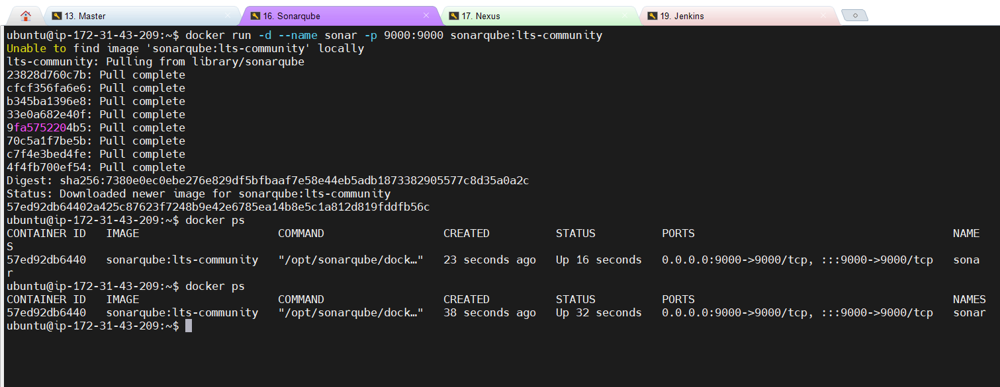 13. Master
16. Sonarqube
17. Nexus
19. Jenkins
ubuntu@ip-172-31-43-209:~$ docker run -d --name sonar -p 9000:9000 sonarqube:lts-community
Unable to find image 'sonarqube:lts-community' locally
lts-community: Pulling from library/sonarqube
23828d760c7b: Pull complete
cfcf356fa6e6: Pull complete
b345ba1396e8: Pull complete
33e0a682e40f: Pull complete
9fa5752204b5: Pull complete
70c5a1f7be5b: Pull complete
c7f4e3bed4fe: Pull complete
4f4fb700ef54: Pull complete
Digest: sha256:7380e0ec0ebe276e829df5bfbaaf7e58e44eb5adb1873382905577c8d35a0a2c
Status: Downloaded newer image for sonarqube:lts-community
57ed92db64402a425c87623f7248b9e42e6785ea14b8e5c1a812d819fddfb56c
ubuntu@ip-172-31-43-209:~$ docker ps
CONTAINER ID   IMAGE                     COMMAND                  CREATED          STATUS          PORTS                                       NAME
S
57ed92db6440   sonarqube:lts-community   "/opt/sonarqube/dock…"   23 seconds ago   Up 16 seconds   0.0.0.0:9000->9000/tcp, :::9000->9000/tcp   sona
r
ubuntu@ip-172-31-43-209:~$ docker ps
CONTAINER ID   IMAGE                     COMMAND                  CREATED          STATUS          PORTS                                       NAMES
57ed92db6440   sonarqube:lts-community   "/opt/sonarqube/dock…"   38 seconds ago   Up 32 seconds   0.0.0.0:9000->9000/tcp, :::9000->9000/tcp   sonar
ubuntu@ip-172-31-43-209:~$